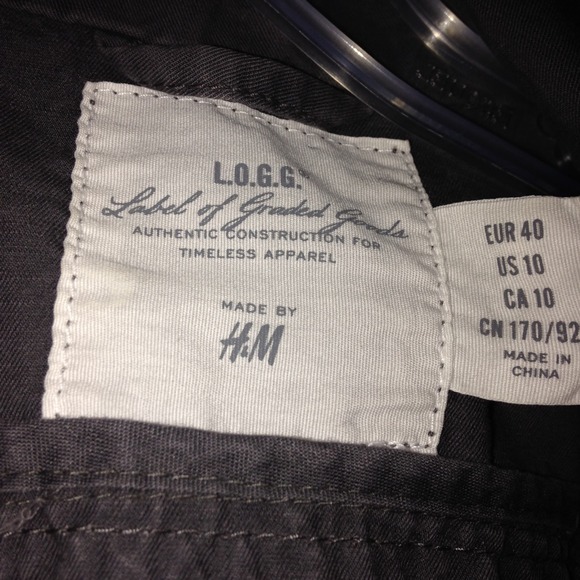 L.O.G.G.
Label of Graded Goods
AUTHENTIC CONSTRUCTION FOR
TIMELESS APPAREL
MADE BY
H&M
EUR 40
US 10
CA 10
CN 170/92
MADE IN
CHINA